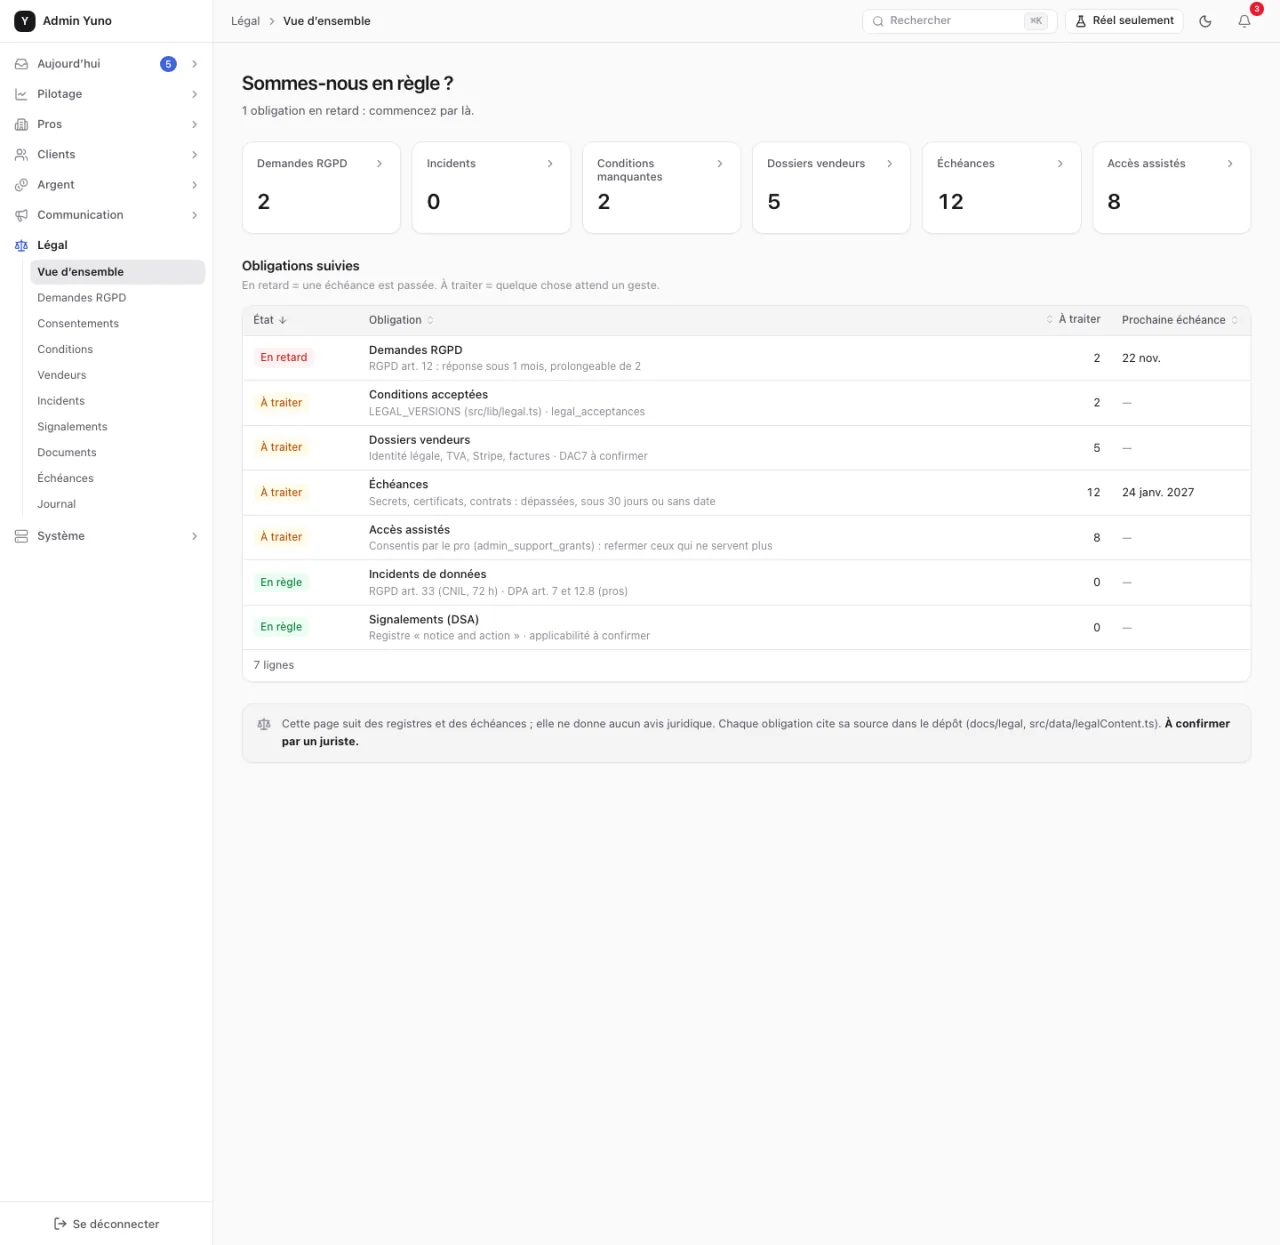 Y Admin Yuno
Légal > Vue d'ensemble
Rechercher ⌘K
Réel seulement
3
Aujourd'hui 5
Pilotage
Pros
Clients
Argent
Communication
Légal
Vue d'ensemble
Demandes RGPD
Consentements
Conditions
Vendeurs
Incidents
Signalements
Documents
Échéances
Journal
Système
Se déconnecter
Sommes-nous en règle ?
1 obligation en retard : commencez par là.
Demandes RGPD
2
Incidents
0
Conditions
manquantes
2
Dossiers vendeurs
5
Échéances
12
Accès assistés
8
Obligations suivies
En retard = une échéance est passée. À traiter = quelque chose attend un geste.
État ↓ Obligation À traiter Prochaine échéance
En retard Demandes RGPD 2 22 nov.
RGPD art. 12 : réponse sous 1 mois, prolongeable de 2
À traiter Conditions acceptées 2 —
LEGAL_VERSIONS (src/lib/legal.ts) · legal_acceptances
À traiter Dossiers vendeurs 5 —
Identité légale, TVA, Stripe, factures · DAC7 à confirmer
À traiter Échéances 12 24 janv. 2027
Secrets, certificats, contrats : dépassées, sous 30 jours ou sans date
À traiter Accès assistés 8 —
Consentis par le pro (admin_support_grants) : refermer ceux qui ne servent plus
En règle Incidents de données 0 —
RGPD art. 33 (CNIL, 72 h) · DPA art. 7 et 12.8 (pros)
En règle Signalements (DSA) 0 —
Registre « notice and action » · applicabilité à confirmer
7 lignes
Cette page suit des registres et des échéances ; elle ne donne aucun avis juridique. Chaque obligation cite sa source dans le dépôt (docs/legal, src/data/legalContent.ts). À confirmer
par un juriste.